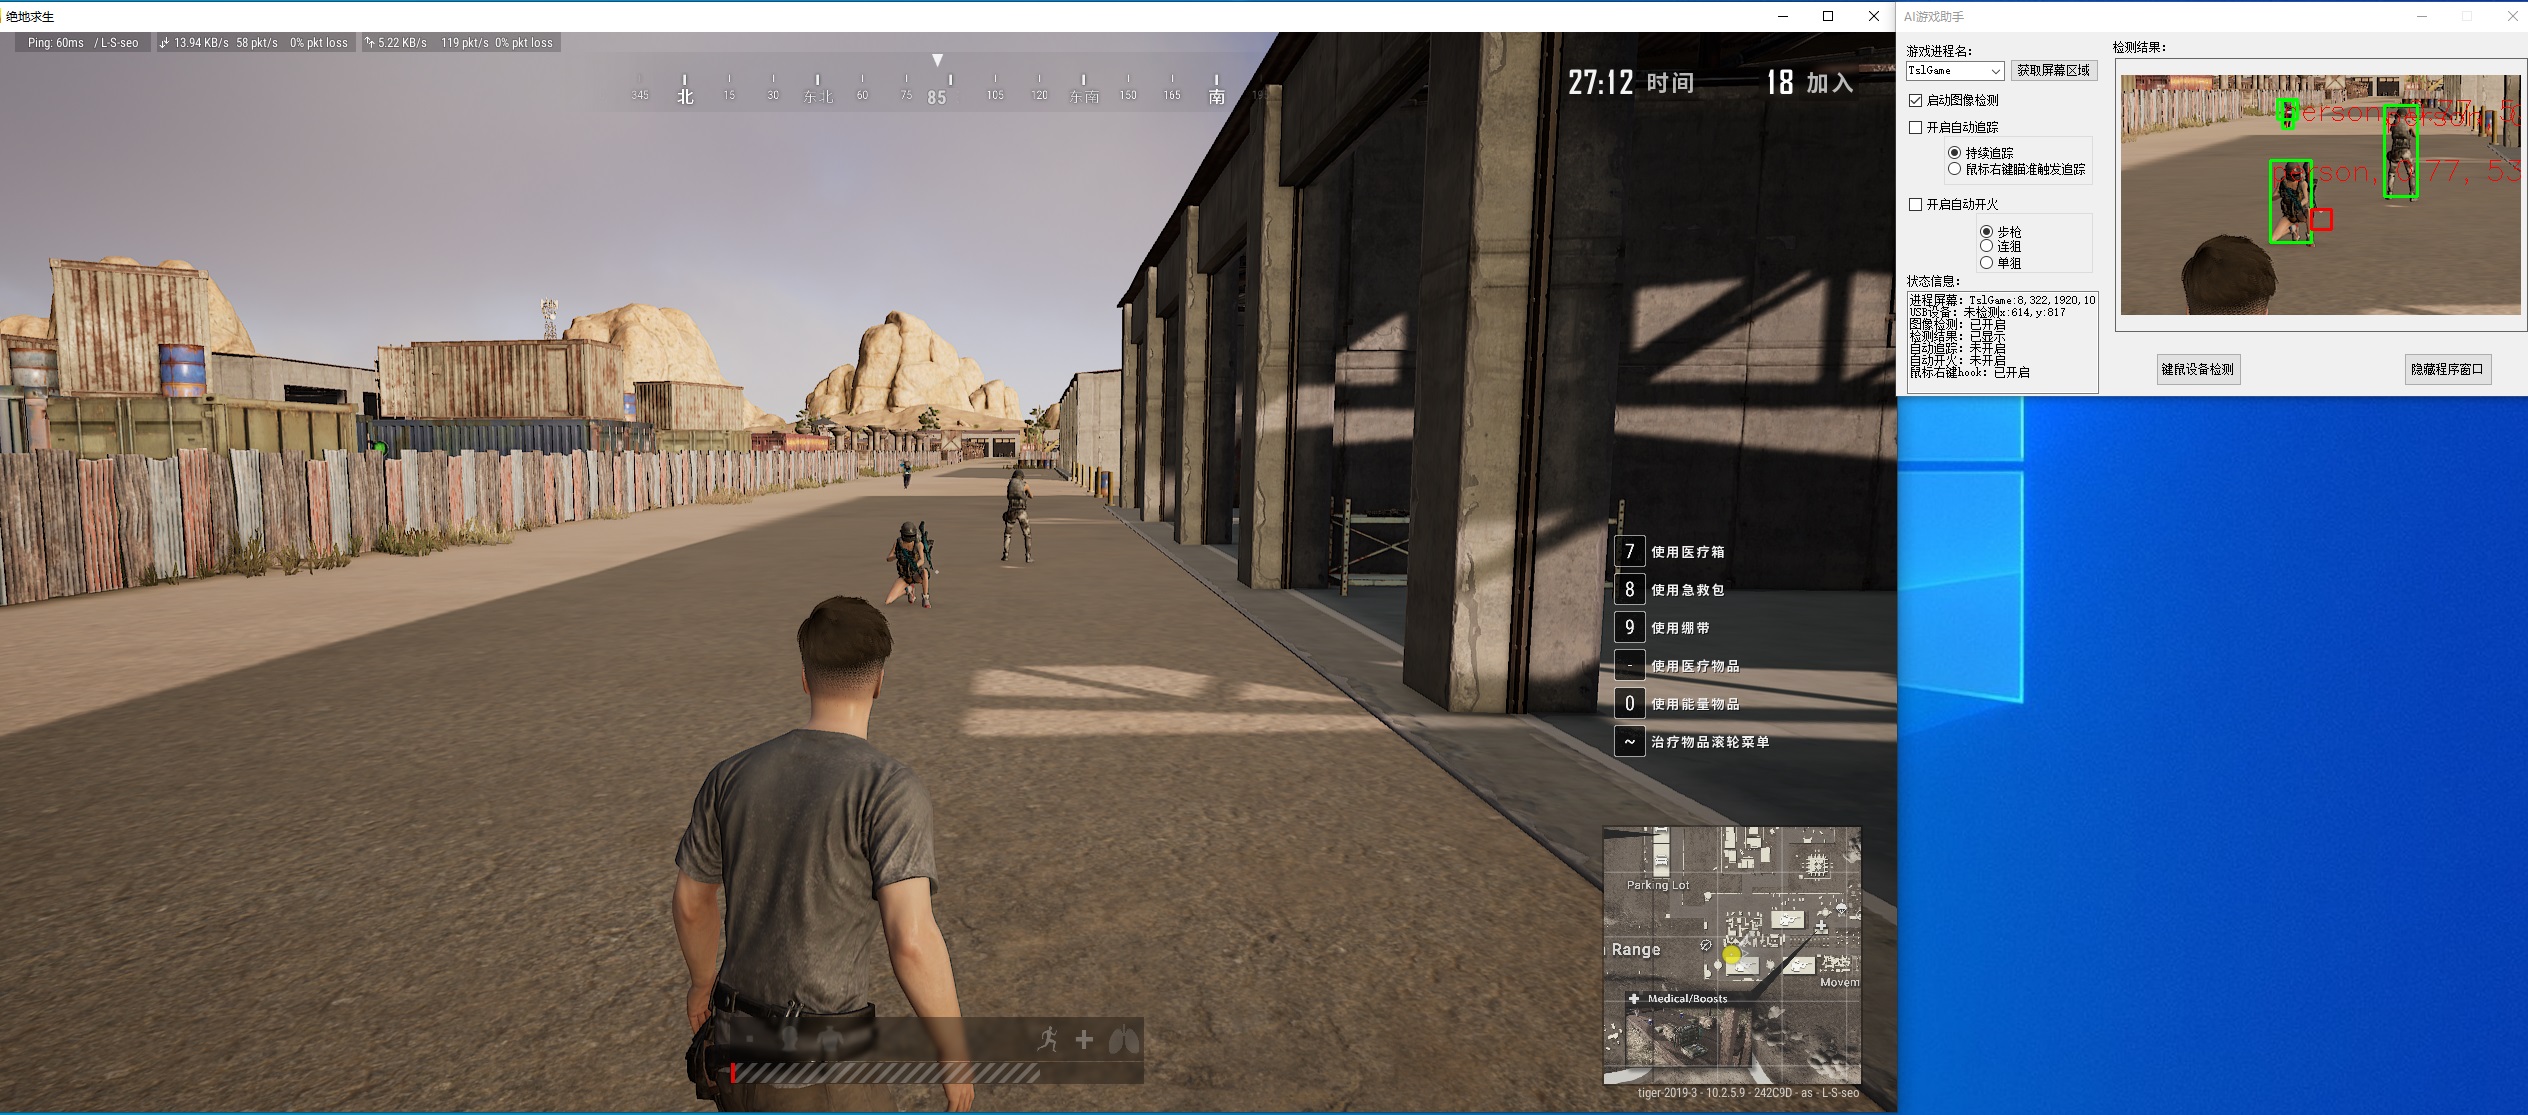 绝地求生
Ping: 60ms / L-S-seo 13.94 KB/s 58 pkt/s 0% pkt loss 5.22 KB/s 119 pkt/s 0% pkt loss
345 北 15 30 东北 60 75 85 105 120 东南 150 165 南
27:12 时间 18 加入
7 使用医疗箱
8 使用急救包
9 使用绷带
- 使用医疗物品
0 使用能量物品
~ 治疗物品滚轮菜单
Parking Lot
Range
Movem
Medical/Boosts
tiger-2019-3 - 10.2.5.9 - 242C9D - as - L-S-seo
AI游戏助手
游戏进程名:
TslGame 获取屏幕区域
启动图像检测
开启自动追踪
持续追踪
鼠标右键瞄准触发追踪
开启自动开火
步枪
连狙
单狙
状态信息:
进程屏幕: TslGame:8,322,1920,10
USB设备: 未检测x:614,y:817
图像检测: 已开启
检测结果: 已显示
自动追踪: 未开启
自动开火: 未开启
鼠标右键hook: 已开启
检测结果:
person, 0.77, 53
键鼠设备检测
隐藏程序窗口